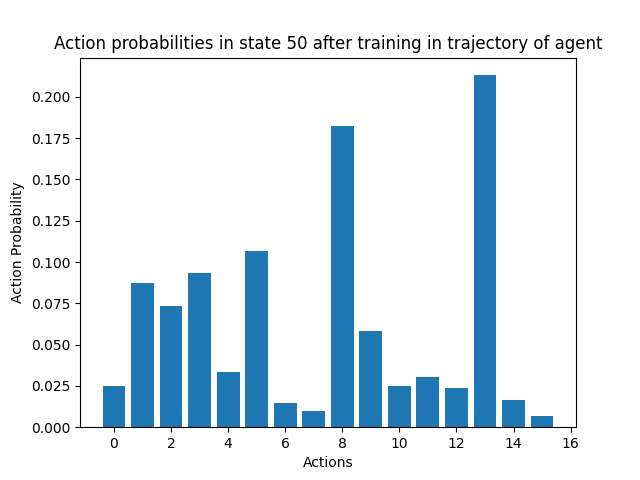 Action probabilities in state 50 after training in trajectory of agent
0.200
0.175
0.150
0.125
0.100
0.075
0.050
0.025
0.000
Action Probability
0 2 4 6 8 10 12 14 16
Actions